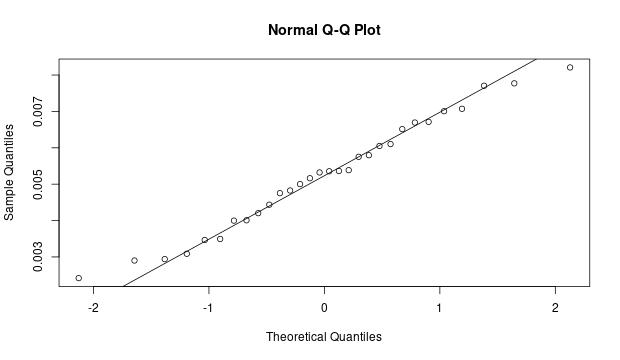 Normal Q-Q Plot
Sample Quantiles
0.007
0.005
0.003
-2 -1 0 1 2
Theoretical Quantiles